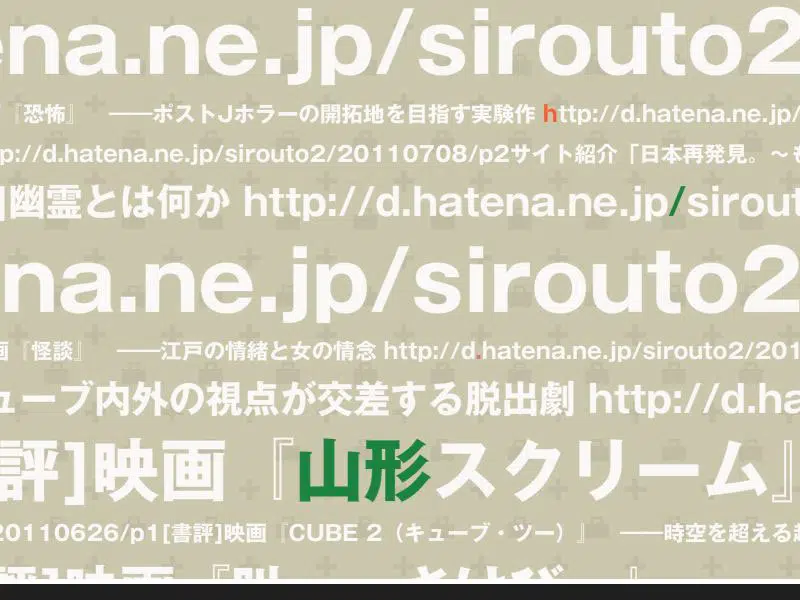 ena.ne.jp/sirouto2
『恐怖』　――ポストJホラーの開拓地を目指す実験作 http://d.hatena.ne.jp/
p://d.hatena.ne.jp/sirouto2/20110708/p2サイト紹介「日本再発見。～も
]幽霊とは何か http://d.hatena.ne.jp/sirout
na.ne.jp/sirouto2
画『怪談』　――江戸の情緒と女の情念 http://d.hatena.ne.jp/sirouto2/201
ューブ内外の視点が交差する脱出劇 http://d.ha
評]映画『山形スクリーム』
20110626/p1[書評]映画『CUBE 2（キューブ・ツー）』　――時空を超える超